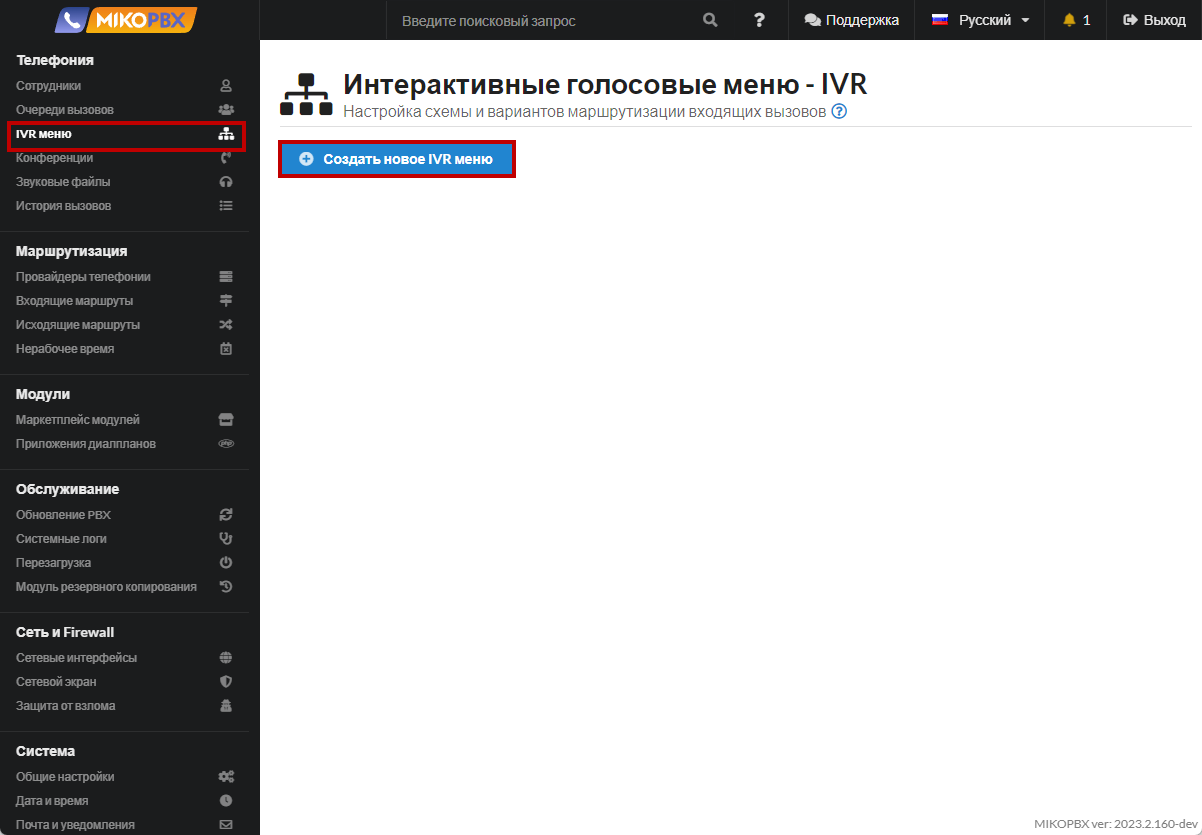 MIKOPBX
Введите поисковый запрос
?
Поддержка
Русский
1
Выход
Телефония
Сотрудники
Очереди вызовов
IVR меню
Конференции
Звуковые файлы
История вызовов
Маршрутизация
Провайдеры телефонии
Входящие маршруты
Исходящие маршруты
Нерабочее время
Модули
Маркетплейс модулей
Приложения диалпланов
php
Обслуживание
Обновление PBX
Системные логи
Перезагрузка
Модуль резервного копирования
Сеть и Firewall
Сетевые интерфейсы
Сетевой экран
Защита от взлома
Система
Общие настройки
Дата и время
Почта и уведомления
Интерактивные голосовые меню - IVR
Настройка схемы и вариантов маршрутизации входящих вызовов ?
Создать новое IVR меню
MIKOPBX ver: 2023.2.160-dev